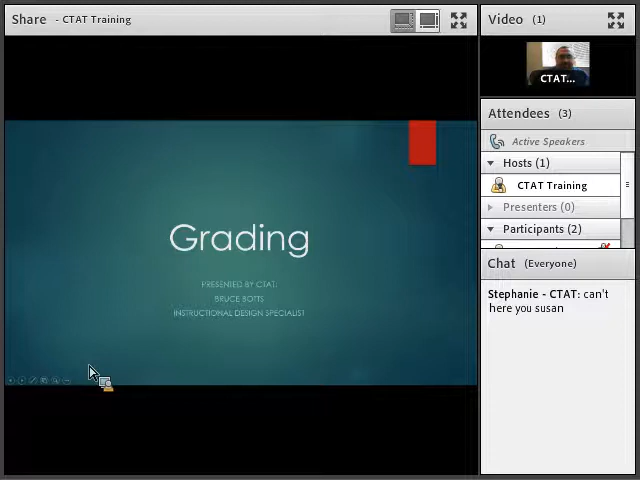 Share - CTAT Training
Grading
PRESENTED BY CTAT:
BRUCE BOTTS
INSTRUCTIONAL DESIGN SPECIALIST
Video (1)
CTAT...
Attendees (3)
Active Speakers
Hosts (1)
CTAT Training
Presenters (0)
Participants (2)
Chat (Everyone)
Stephanie - CTAT: can't
here you susan